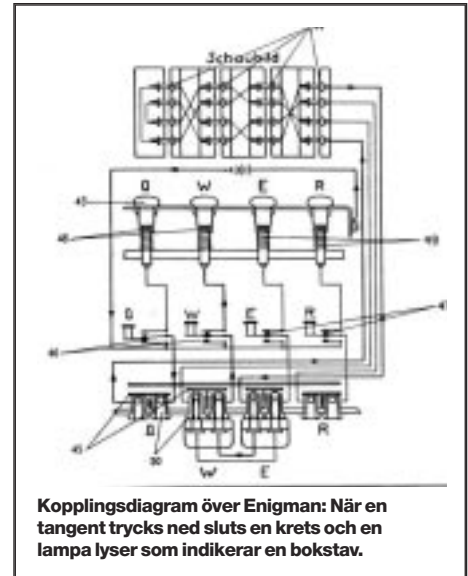 Schaubild
Q W E R
Q W E R
Q R
W E
Kopplingsdiagram över Enigman: När en
tangent trycks ned sluts en krets och en
lampa lyser som indikerar en bokstav.